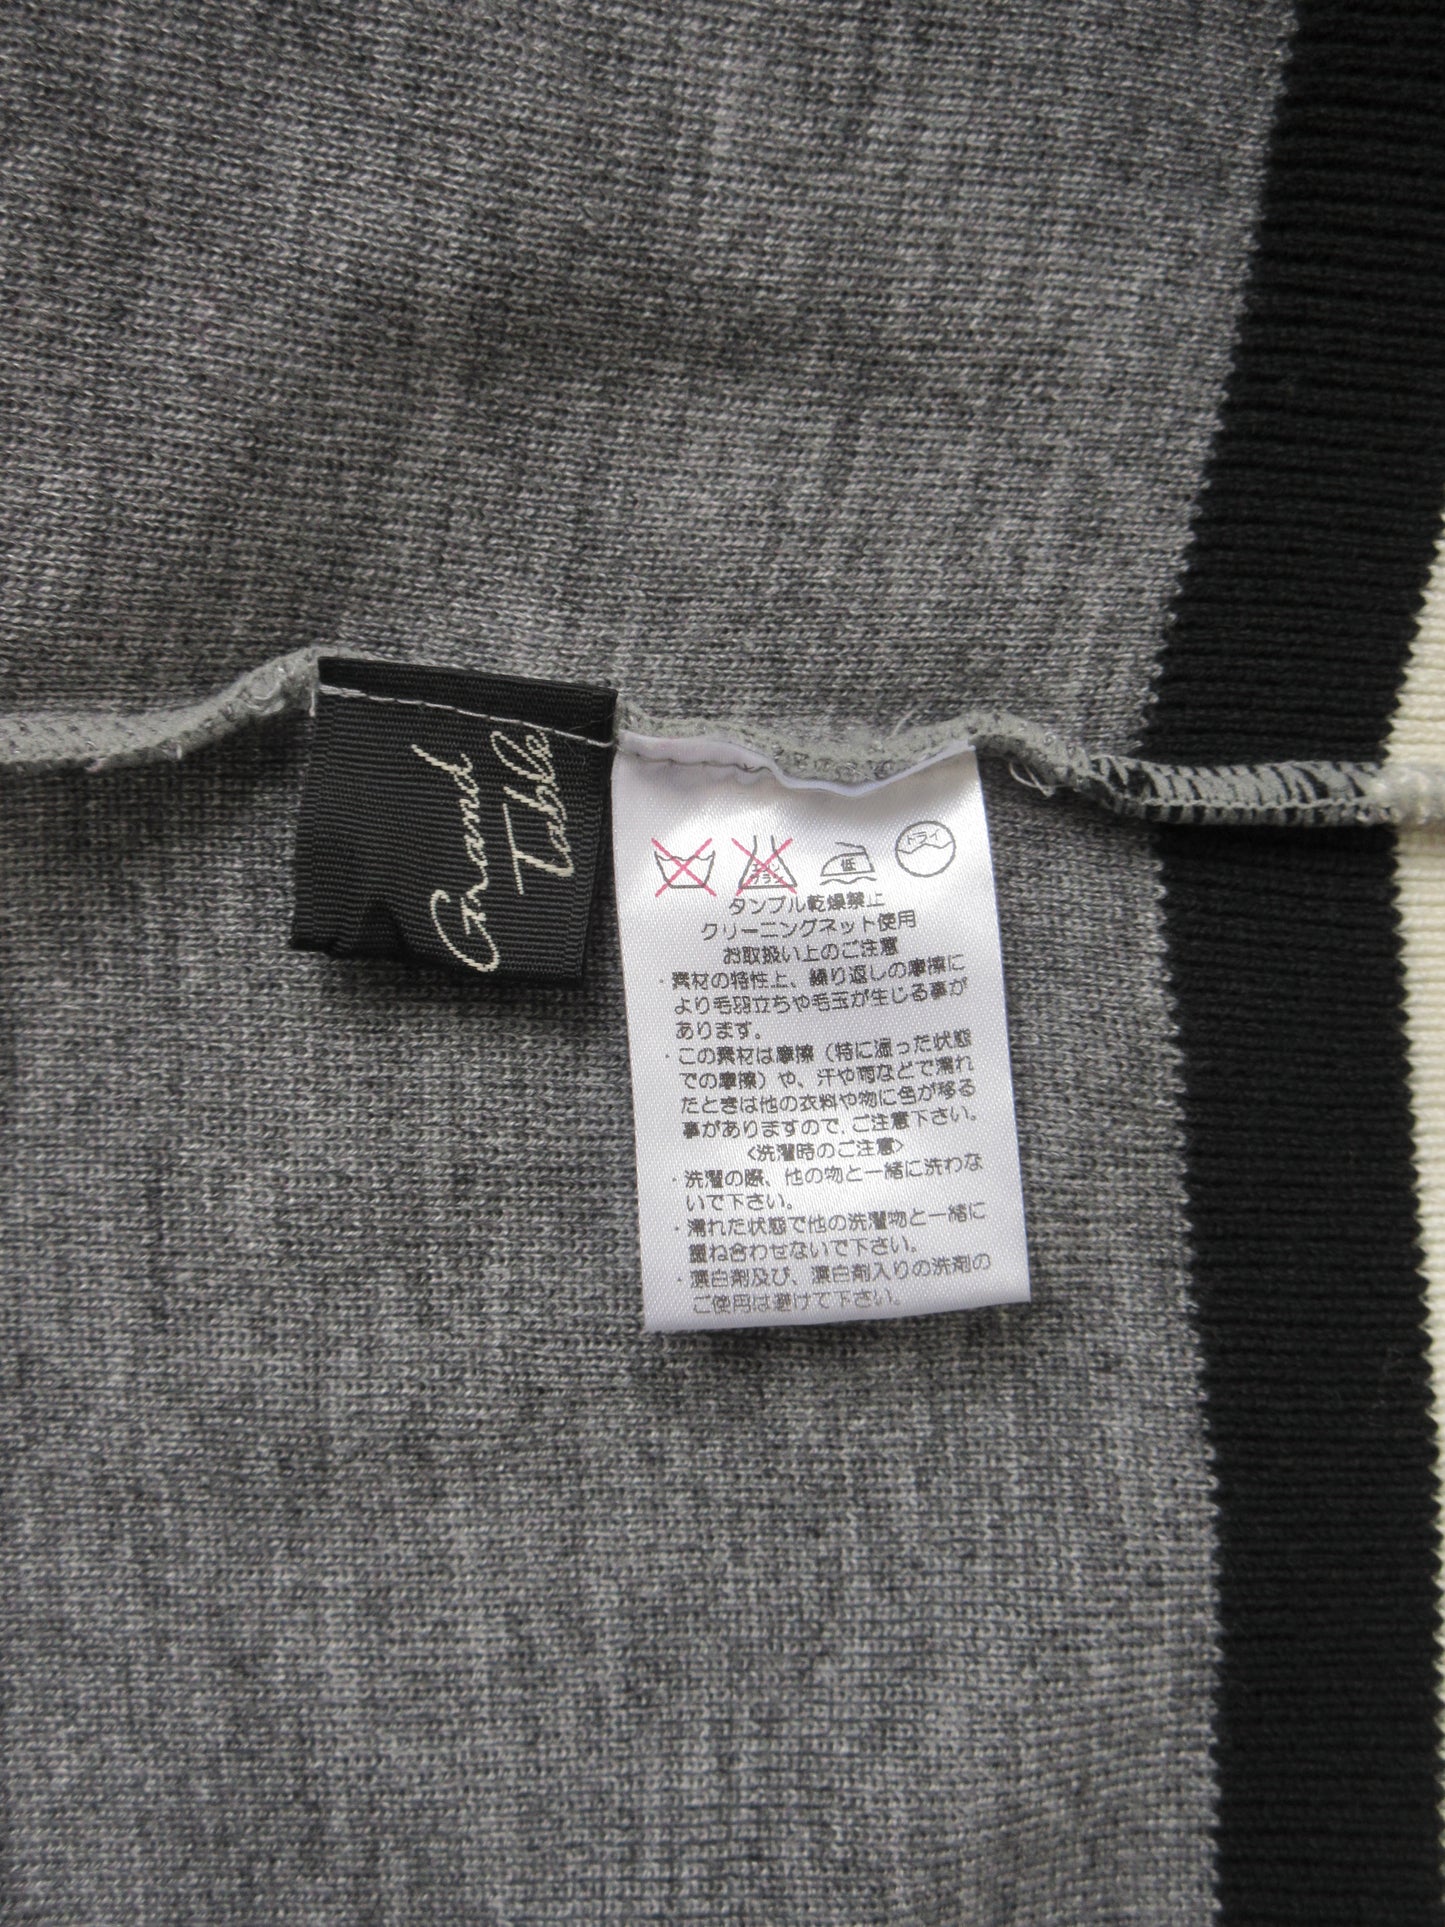 Grand
Table
エンソ
サラシ
低
ドライ
タンブル乾燥禁止
クリーニングネット使用
お取扱い上のご注意
・素材の特性上、繰り返しの摩擦に
より毛羽立ちや毛玉が生じる事が
あります。
・この素材は摩擦（特に湿った状態
での摩擦）や、汗や雨などで濡れ
たときは他の衣料や物に色が移る
事がありますので、ご注意下さい。
<洗濯時のご注意>
・洗濯の際、他の物と一緒に洗わな
いで下さい。
・濡れた状態で他の洗濯物と一緒に
重ね合わせないで下さい。
・漂白剤及び、漂白剤入りの洗剤の
ご使用は避けて下さい。